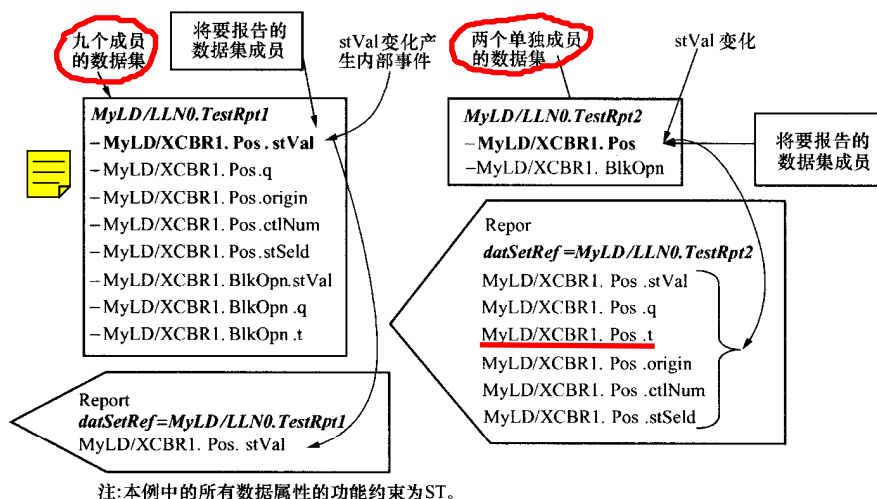 九个成员
的数据集
将要报告的
数据集成员
stVal 变化产
生内部事件
MyLD/LLN0.TestRpt1
–MyLD/XCBR1. Pos . stVal
–MyLD/XCBR1. Pos.q
–MyLD/XCBR1. Pos.origin
–MyLD/XCBR1. Pos.ctlNum
–MyLD/XCBR1. Pos.stSeld
–MyLD/XCBR1. BlkOpn.stVal
–MyLD/XCBR1. BlkOpn .q
–MyLD/XCBR1. BlkOpn .t
Report
datSetRef=MyLD/LLN0.TestRpt1
MyLD/XCBR1. Pos. stVal
两个单独成员
的数据集
stVal 变化
MyLD/LLN0.TestRpt2
–MyLD/XCBR1. Pos
–MyLD/XCBR1. BlkOpn
将要报告的
数据集成员
Report
datSetRef=MyLD/LLN0.TestRpt2
MyLD/XCBR1. Pos .stVal
MyLD/XCBR1. Pos .q
MyLD/XCBR1. Pos .t
MyLD/XCBR1. Pos .origin
MyLD/XCBR1. Pos .ctlNum
MyLD/XCBR1. Pos .stSeld
注:本例中的所有数据属性的功能约束为ST。